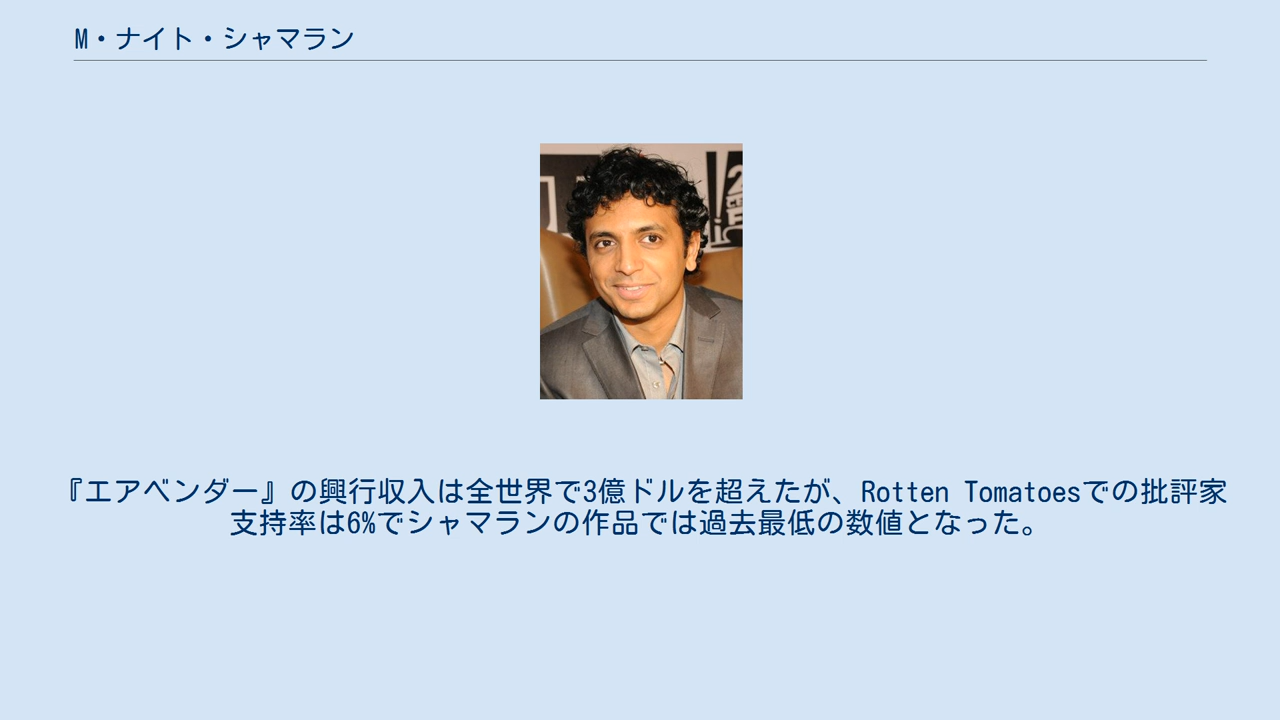 M・ナイト・シャマラン
『エアベンダー』の興行収入は全世界で3億ドルを超えたが、Rotten Tomatoesでの批評家
支持率は6%でシャマランの作品では過去最低の数値となった。